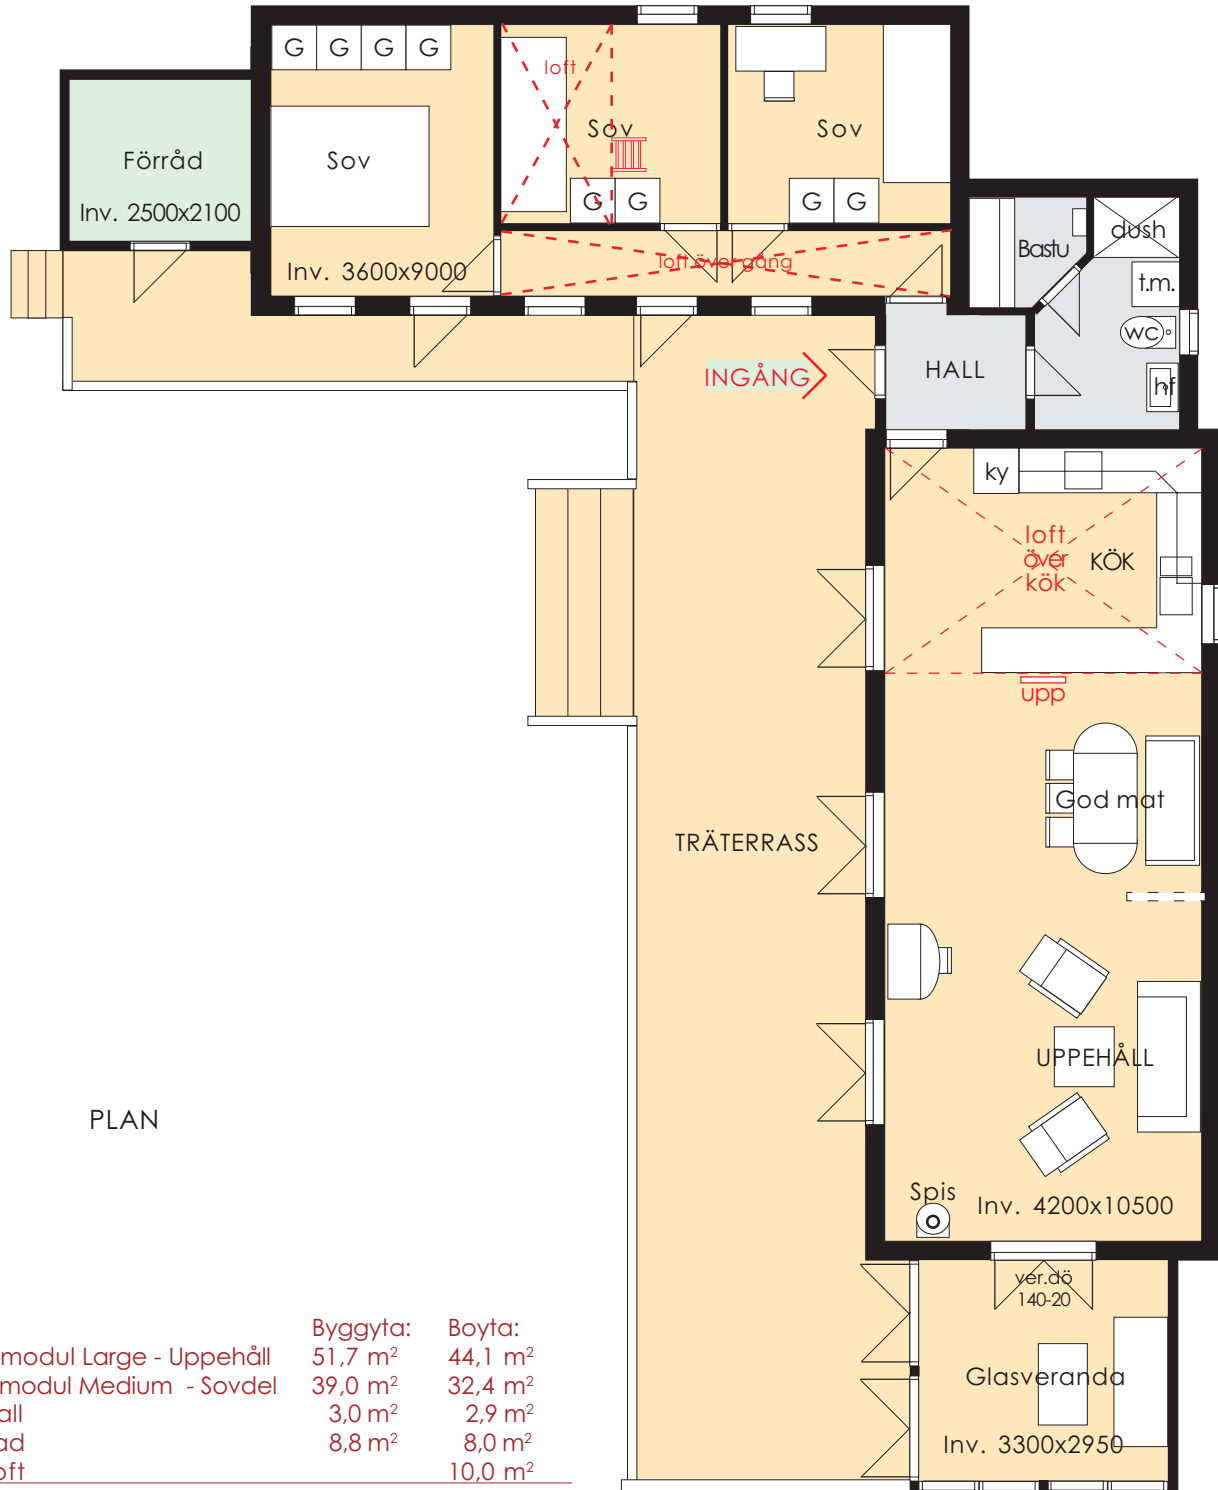 G G G G
loft
Sov
Sov
Sov
Förråd
Inv. 2500x2100
G G
G G
Inv. 3600x9000
loft över gång
Bastu
dush
t.m.
wc
hf
INGÅNG
HALL
ky
loft
över
kök
KÖK
upp
God mat
TRÄTERRASS
UPPEHÅLL
PLAN
Spis
Inv. 4200x10500
ver.dö
140-20
Glasveranda
Inv. 3300x2950
Byggyta: Boyta:
modul Large - Uppehåll 51,7 m² 44,1 m²
modul Medium - Sovdel 39,0 m² 32,4 m²
all 3,0 m² 2,9 m²
ad 8,8 m² 8,0 m²
oft 10,0 m²